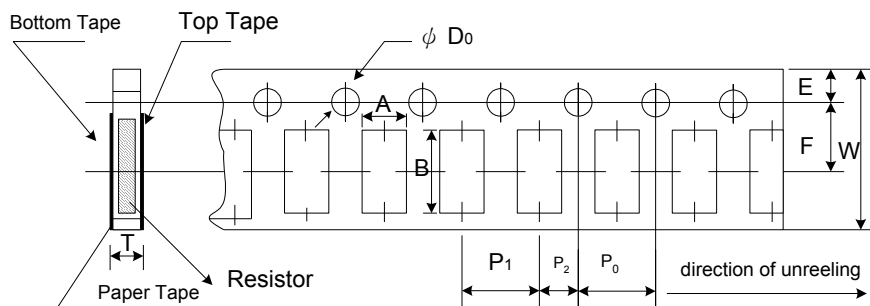 Bottom Tape
Top Tape
ψ D0
A
E
B
F
W
T
P1
P2
P0
Resistor
direction of unreeling
Paper Tape